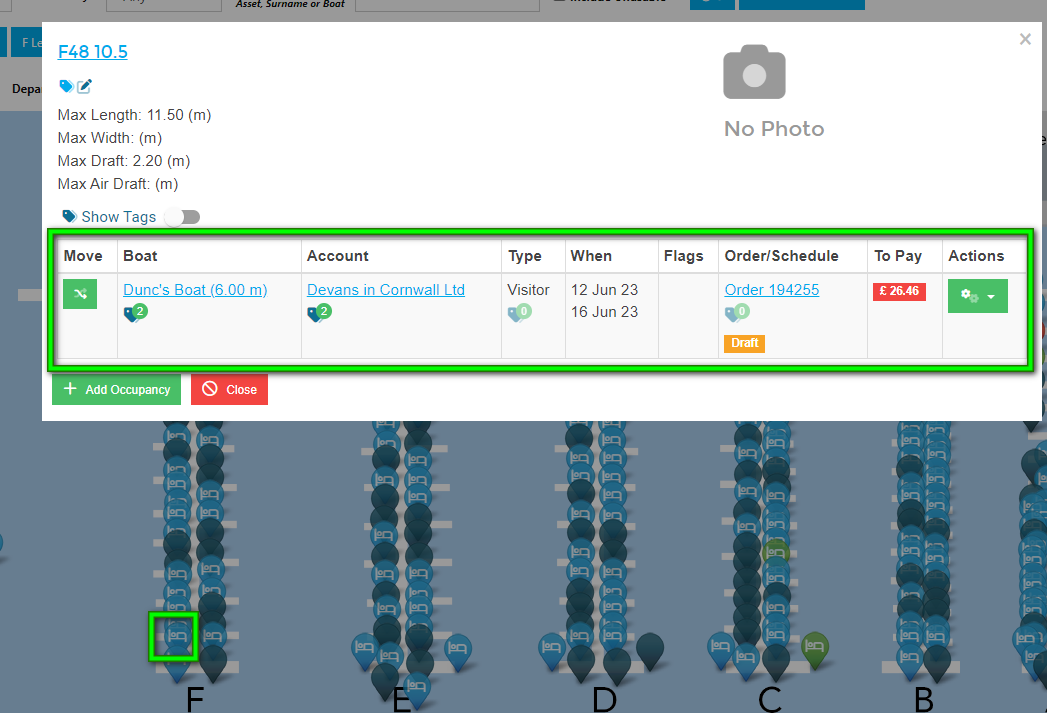 Asset, Surname or Boat
F Le
Depa
F48 10.5
Max Length: 11.50 (m)
Max Width: (m)
Max Draft: 2.20 (m)
Max Air Draft: (m)
Show Tags
No Photo
×
Move Boat Account Type When Flags Order/Schedule To Pay Actions
Dunc's Boat (6.00 m) Devans in Cornwall Ltd Visitor 12 Jun 23 Order 194255 £ 26.46
2 2 0 16 Jun 23 0
Draft
+ Add Occupancy Close
F E D C B